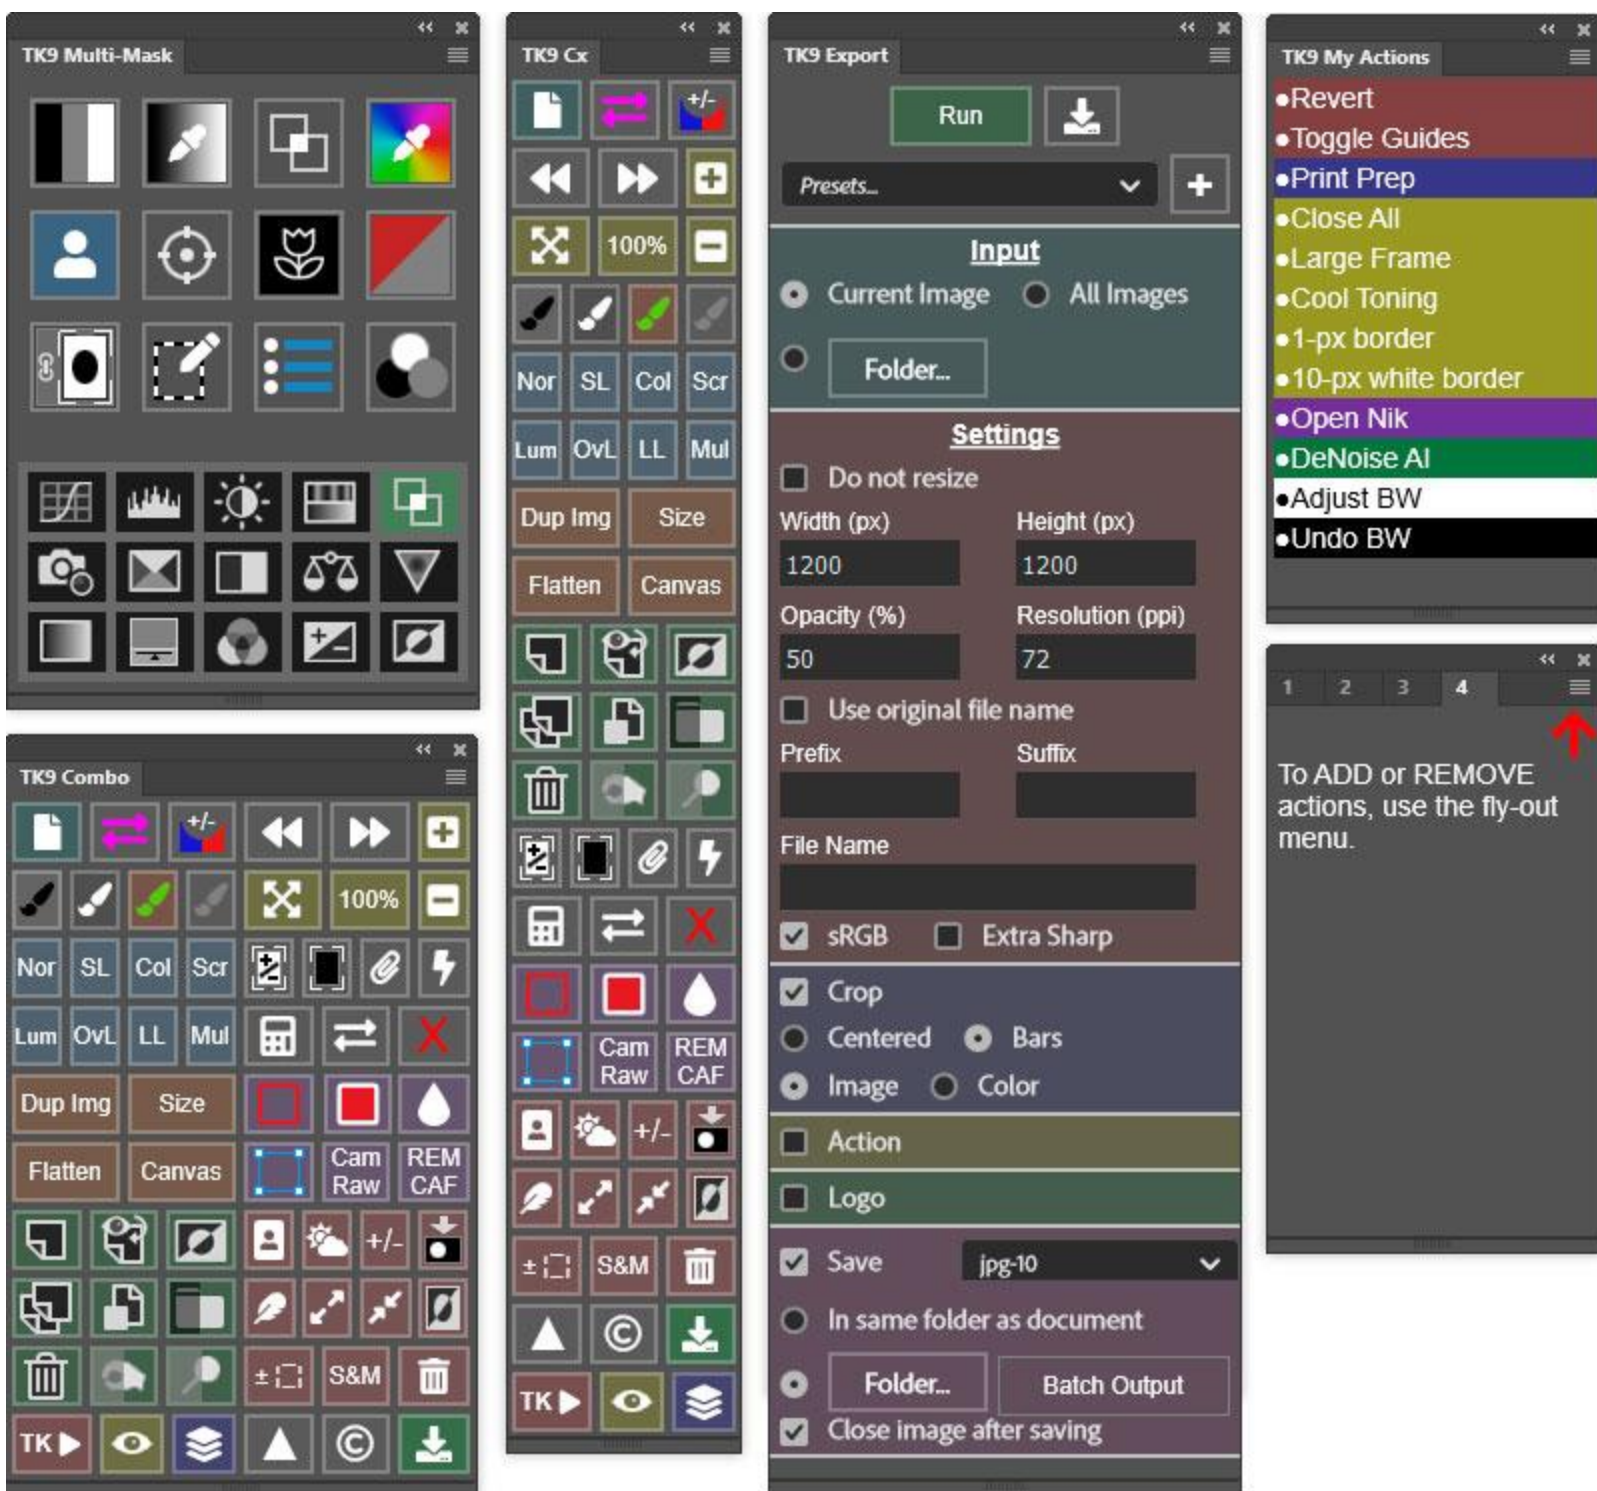 TK9 Multi-Mask
TK9 Combo
+/-
100%
Nor SL Col Scr
Lum OvL LL Mul
Dup Img Size
Flatten Canvas
Cam Raw
REM CAF
+/-
S&M
TK
©
TK9 Cx
+/-
100%
Nor SL Col Scr
Lum OvL LL Mul
Dup Img Size
Flatten Canvas
Cam Raw
REM CAF
+/-
S&M
©
TK
TK9 Export
Run
Presets...
Input
Current Image All Images
Folder...
Settings
Do not resize
Width (px) Height (px)
1200 1200
Opacity (%) Resolution (ppi)
50 72
Use original file name
Prefix Suffix
File Name
sRGB Extra Sharp
Crop
Centered Bars
Image Color
Action
Logo
Save jpg-10
In same folder as document
Folder... Batch Output
Close image after saving
TK9 My Actions
•Revert
•Toggle Guides
•Print Prep
•Close All
•Large Frame
•Cool Toning
•1-px border
•10-px white border
•Open Nik
•DeNoise AI
•Adjust BW
•Undo BW
1 2 3 4
To ADD or REMOVE
actions, use the fly-out
menu.